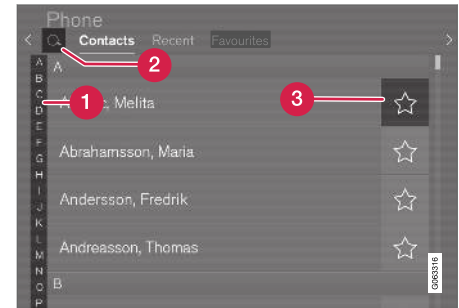 Phone
Contacts Recent Favourites
2
A
B
C
D
E
F
G
H
I
J
K
L
M
N
O
P
A
1
Melita
3
Abrahamsson, Maria
Andersson, Fredrik
Andreasson, Thomas
B
G063316